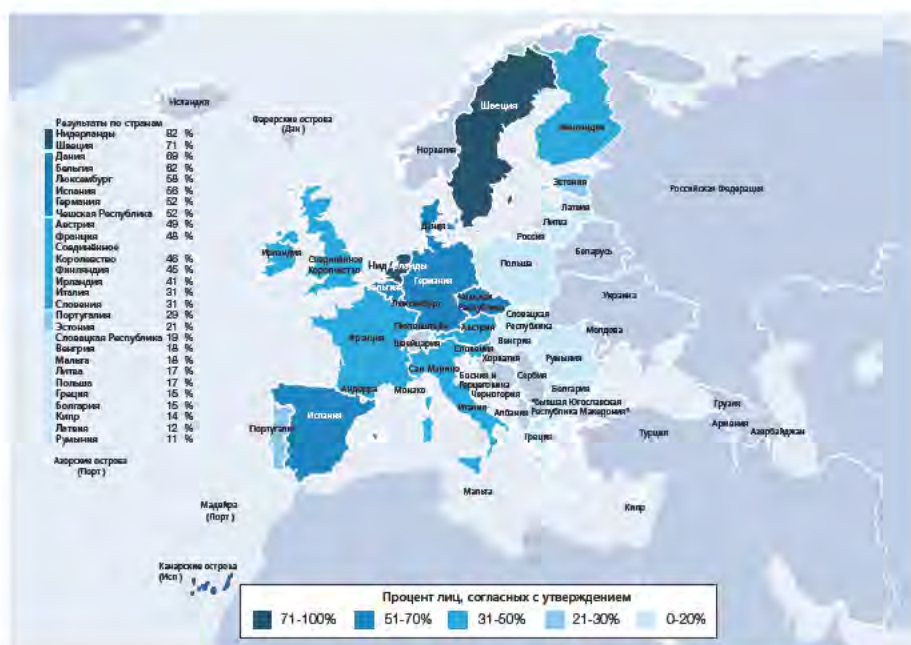 Исландия
Фарерские острова
(Дан )
Результаты по странам
Нидерланды 82 %
Швеция 71 %
Дания 69 %
Бельгия 62 %
Люксембург 58 %
Испания 56 %
Германия 52 %
Чешская Республика 52 %
Австрия 49 %
Франция 48 %
Соединённое
Королевство 46 %
Финляндия 45 %
Ирландия 41 %
Италия 31 %
Словения 31 %
Португалия 29 %
Эстония 21 %
Словацкая Республика 19 %
Венгрия 18 %
Мальта 18 %
Литва 17 %
Польша 17 %
Греция 15 %
Болгария 15 %
Кипр 14 %
Латвия 12 %
Румыния 11 %
Азорские острова
(Порт )
Мадейра
(Порт )
Канарские острова
(Исп )
Швеция
Финляндия
Норвегия
Эстония
Российская Федерация
Латвия
Дания
Литва
Россия
Беларусь
Ирландия
Соединённое
Королевство
Нидерланды
Польша
Бельгия
Германия
Украина
Люксембург
Чешская
Республика
Словацкая
Республика
Лихтенштейн
Австрия
Молдова
Франция
Швейцария
Венгрия
Словения
Хорватия
Румыния
Сан Марино
Босния и
Герцеговина
Сербия
Андорра
Монако
Черногория
Болгария
Италия
Албания
"бывшая Югославская
Республика Македония"
Грузия
Испания
Португалия
Армения
Азербайджан
Турция
Греция
Мальта
Кипр
Процент лиц, согласных с утверждением
71-100% 51-70% 31-50% 21-30% 0-20%